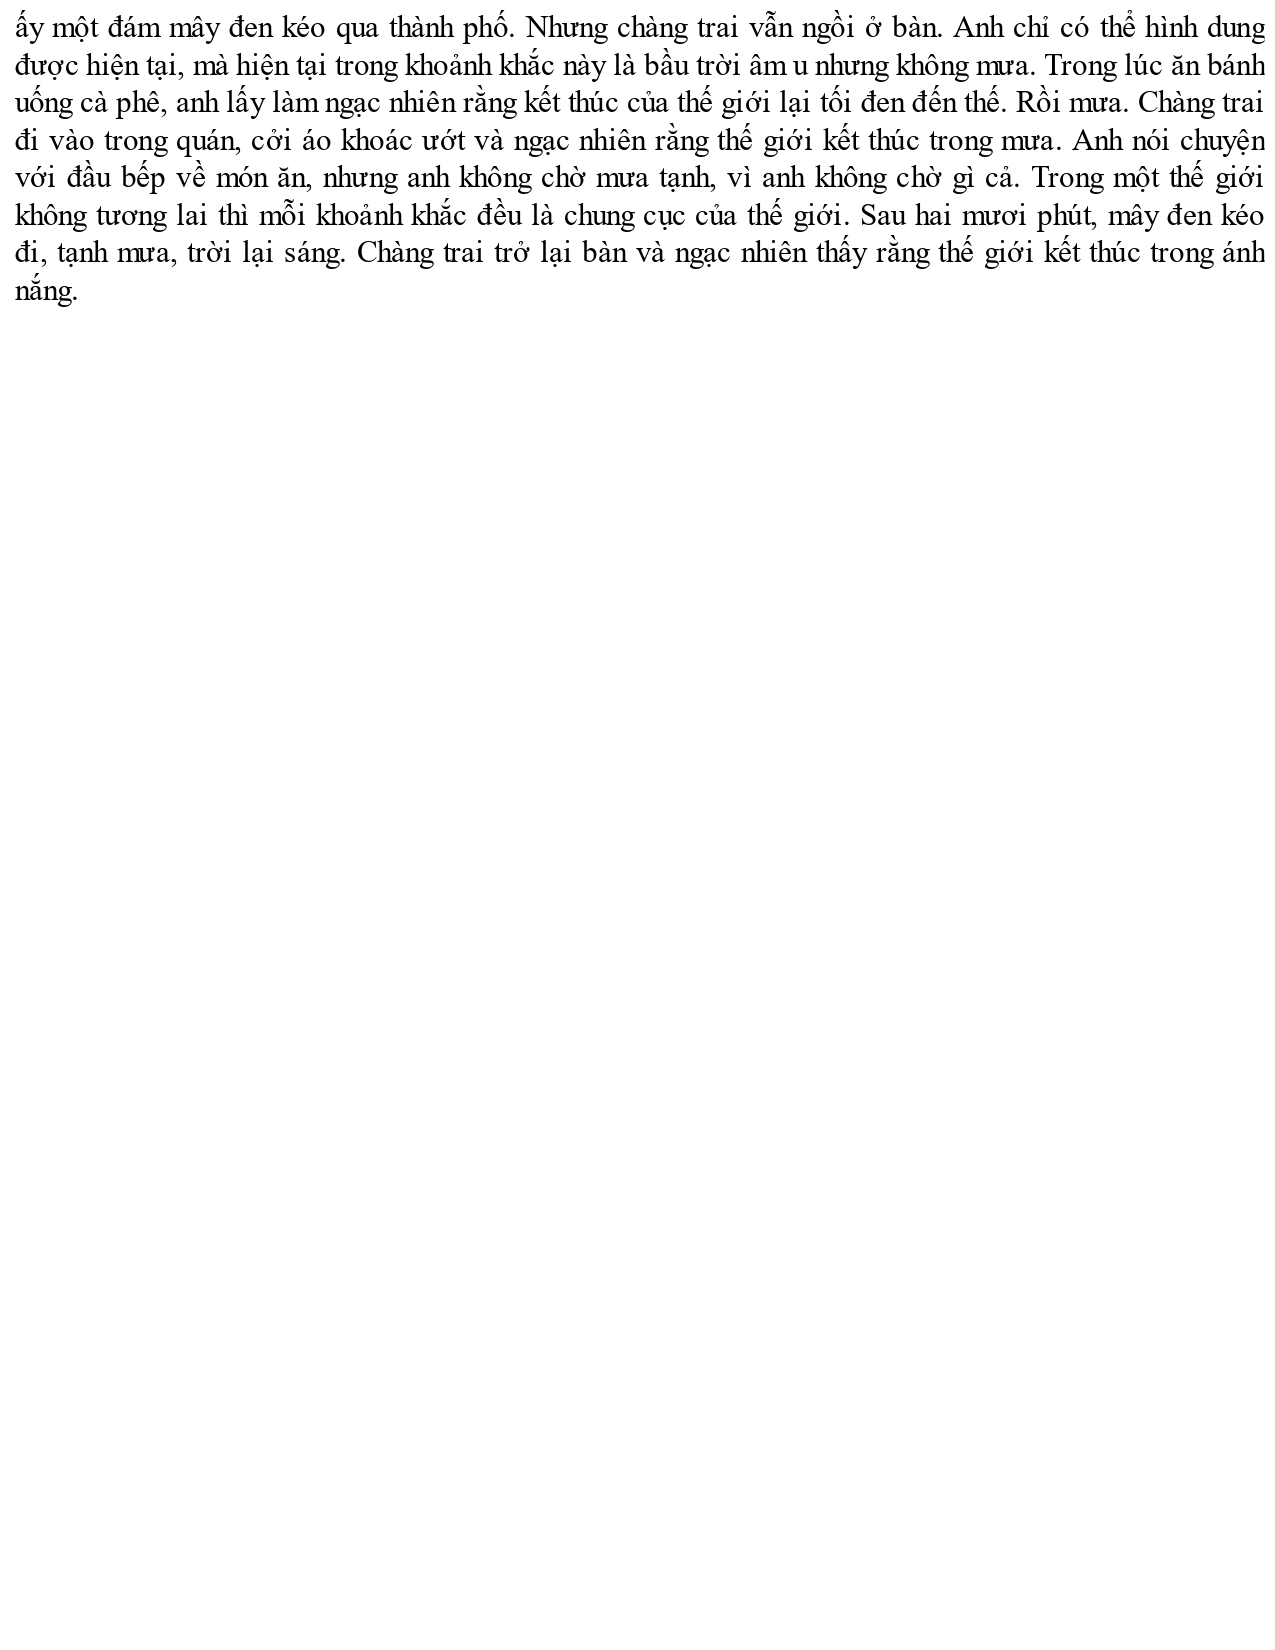 ấy một đám mây đen kéo qua thành phố. Nhưng chàng trai vẫn ngồi ở bàn. Anh chỉ có thể hình dung
được hiện tại, mà hiện tại trong khoảnh khắc này là bầu trời âm u nhưng không mưa. Trong lúc ăn bánh
uống cà phê, anh lấy làm ngạc nhiên rằng kết thúc của thế giới lại tối đen đến thế. Rồi mưa. Chàng trai
đi vào trong quán, cởi áo khoác ướt và ngạc nhiên rằng thế giới kết thúc trong mưa. Anh nói chuyện
với đầu bếp về món ăn, nhưng anh không chờ mưa tạnh, vì anh không chờ gì cả. Trong một thế giới
không tương lai thì mỗi khoảnh khắc đều là chung cục của thế giới. Sau hai mươi phút, mây đen kéo
đi, tạnh mưa, trời lại sáng. Chàng trai trở lại bàn và ngạc nhiên thấy rằng thế giới kết thúc trong ánh
nắng.